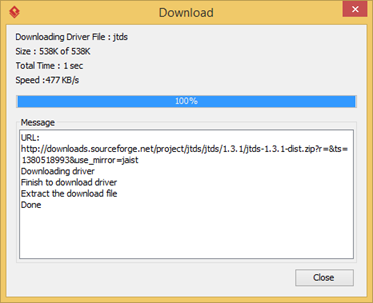 Download
Downloading Driver File : jtds
Size : 538K of 538K
Total Time : 1 sec
Speed :477 KB/s
100%
Message
URL:
http://downloads.sourceforge.net/project/jtds/jtds/1.3.1/jtds-1.3.1-dist.zip?r=&ts=
1380518993&use_mirror=jaist
Downloading driver
Finish to download driver
Extract the download file
Done
Close